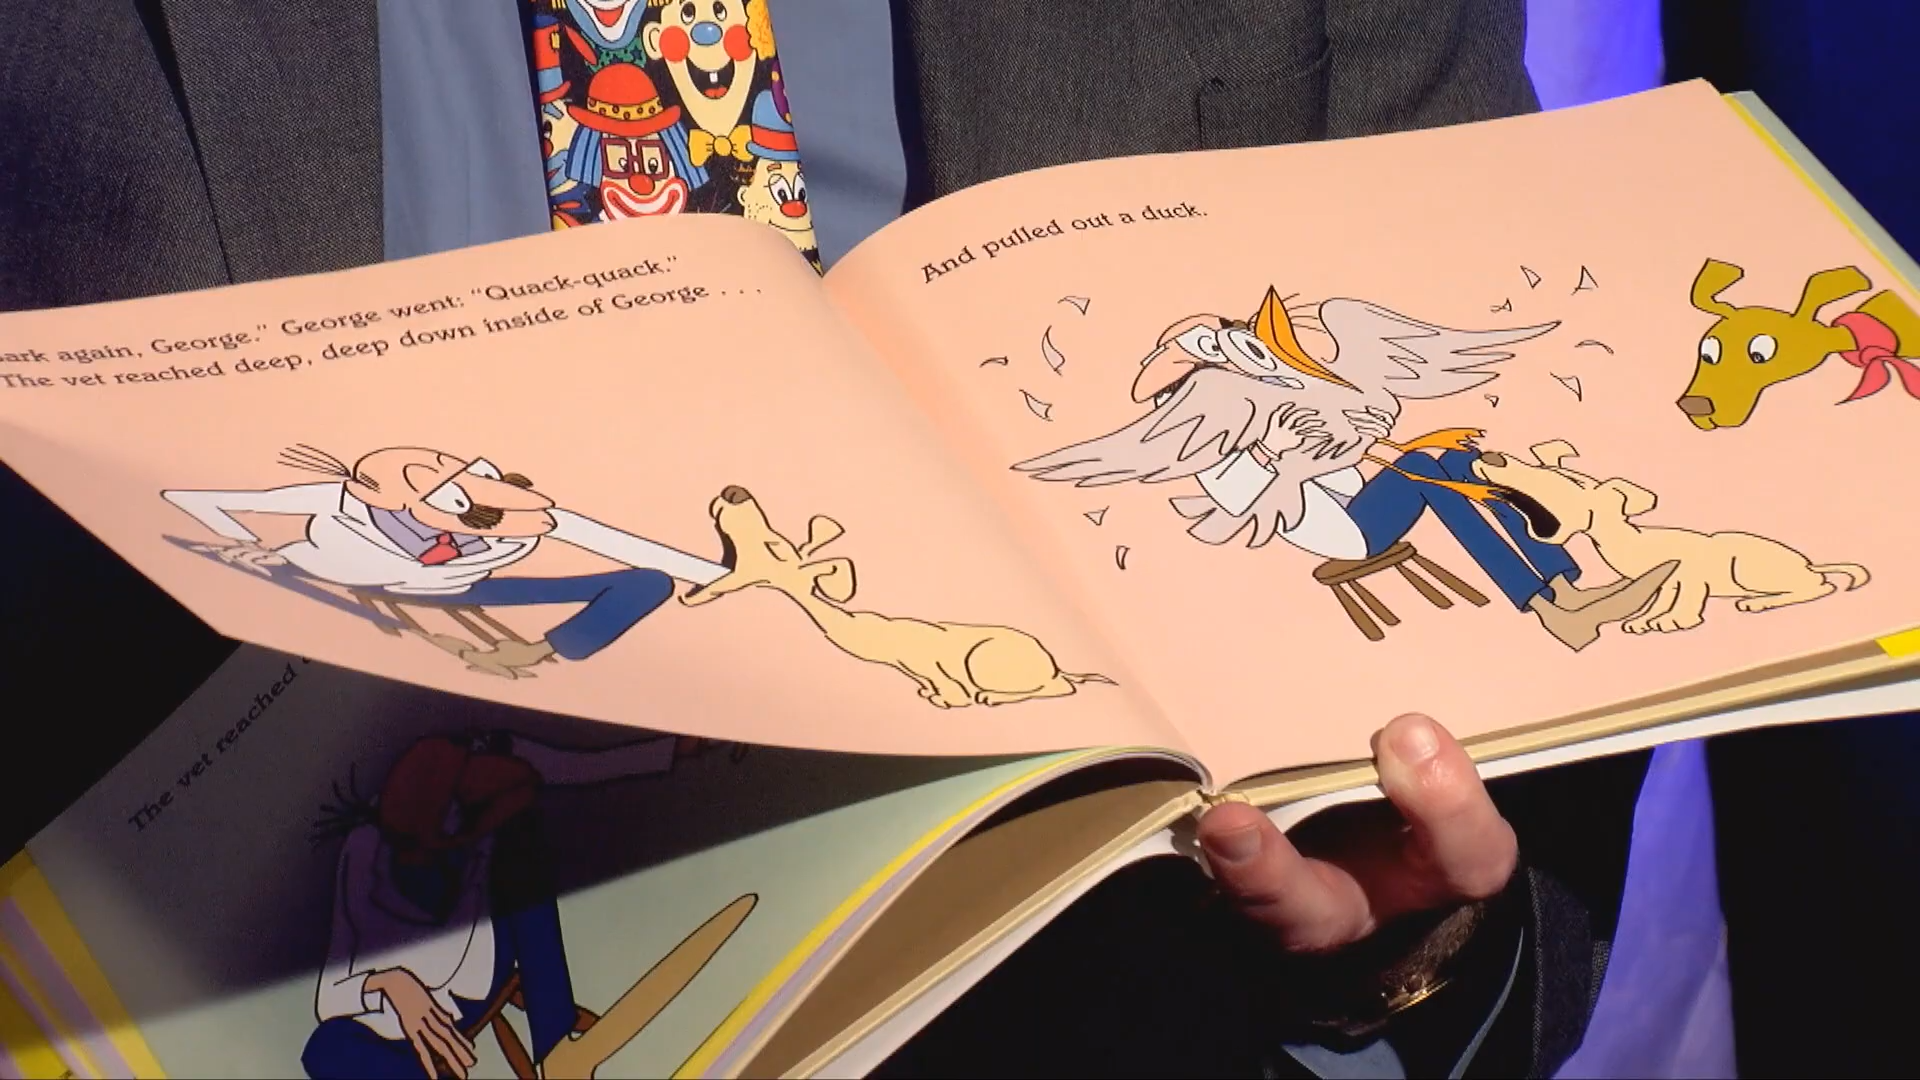 again, George." George went: "Quack-quack."
The vet reached deep, deep down inside of George . . .
And pulled out a duck.
The vet reached